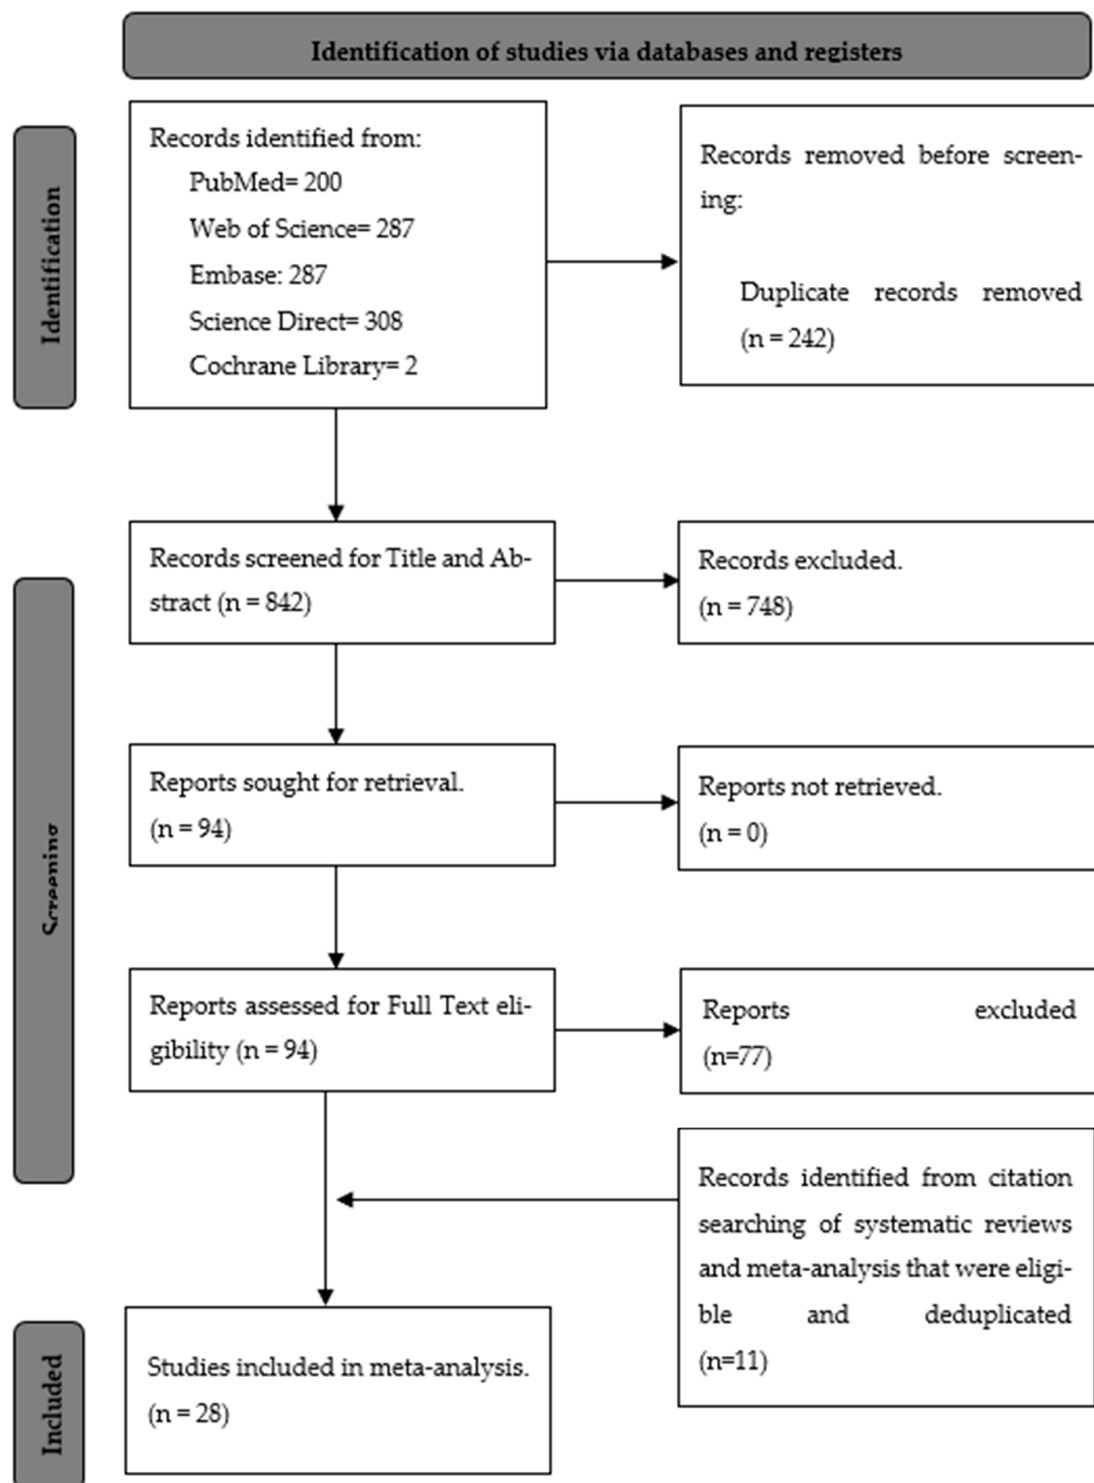 Identification of studies via databases and registers
Identification
Records identified from:
PubMed= 200
Web of Science= 287
Embase: 287
Science Direct= 308
Cochrane Library= 2
Records removed before screen-
ing:
Duplicate records removed
(n = 242)
Screening
Records screened for Title and Ab-
stract (n = 842)
Records excluded.
(n = 748)
Reports sought for retrieval.
(n = 94)
Reports not retrieved.
(n = 0)
Reports assessed for Full Text eli-
gibility (n = 94)
Reports excluded
(n=77)
Records identified from citation
searching of systematic reviews
and meta-analysis that were eligi-
ble and deduplicated
(n=11)
Included
Studies included in meta-analysis.
(n = 28)